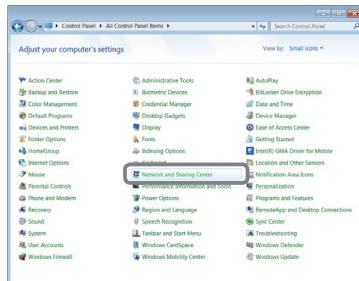 Control Panel ▸ All Control Panel Items ▸
Search Control Panel
Adjust your computer's settings
View by: Small icons
Action Center
Administrative Tools
AutoPlay
Backup and Restore
Biometric Devices
BitLocker Drive Encryption
Color Management
Credential Manager
Date and Time
Default Programs
Desktop Gadgets
Device Manager
Devices and Printers
Display
Ease of Access Center
Folder Options
Fonts
Getting Started
HomeGroup
Indexing Options
Intel(R) GMA Driver for Mobile
Internet Options
Keyboard
Location and Other Sensors
Mouse
Network and Sharing Center
Notification Area Icons
Parental Controls
Performance Information and Tools
Personalization
Phone and Modem
Power Options
Programs and Features
Recovery
Region and Language
RemoteApp and Desktop Connections
Sound
Speech Recognition
Sync Center
System
Taskbar and Start Menu
Troubleshooting
User Accounts
Windows CardSpace
Windows Defender
Windows Firewall
Windows Mobility Center
Windows Update